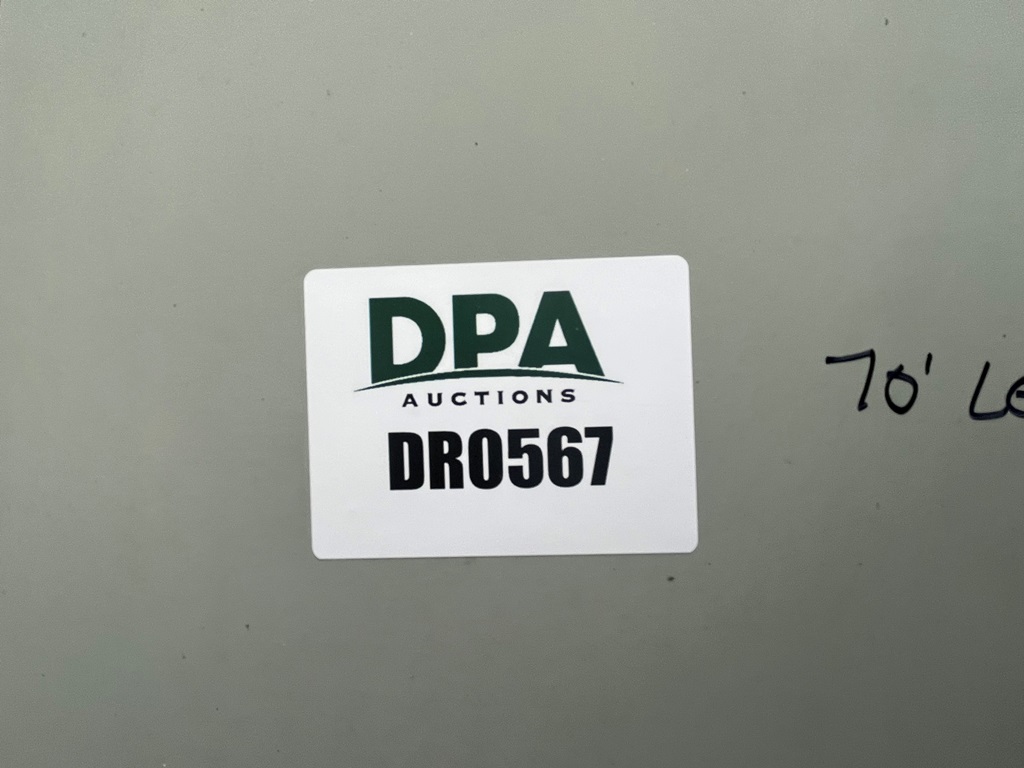 DPA
AUCTIONS
DR0567
70'